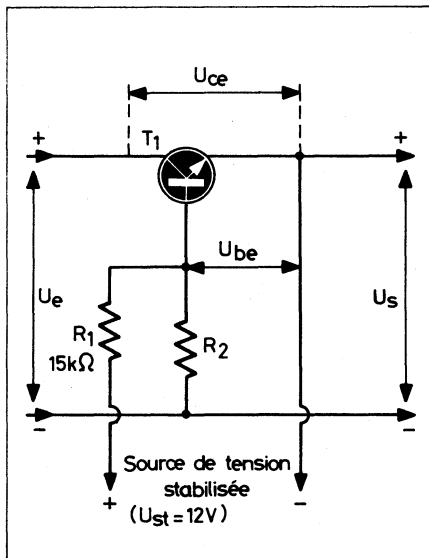 Uce
+
T1
+
Ube
Ue
Us
R1
15kΩ
R2
−
−
Source de tension
+
stabilisée
−
(Ust = 12V)